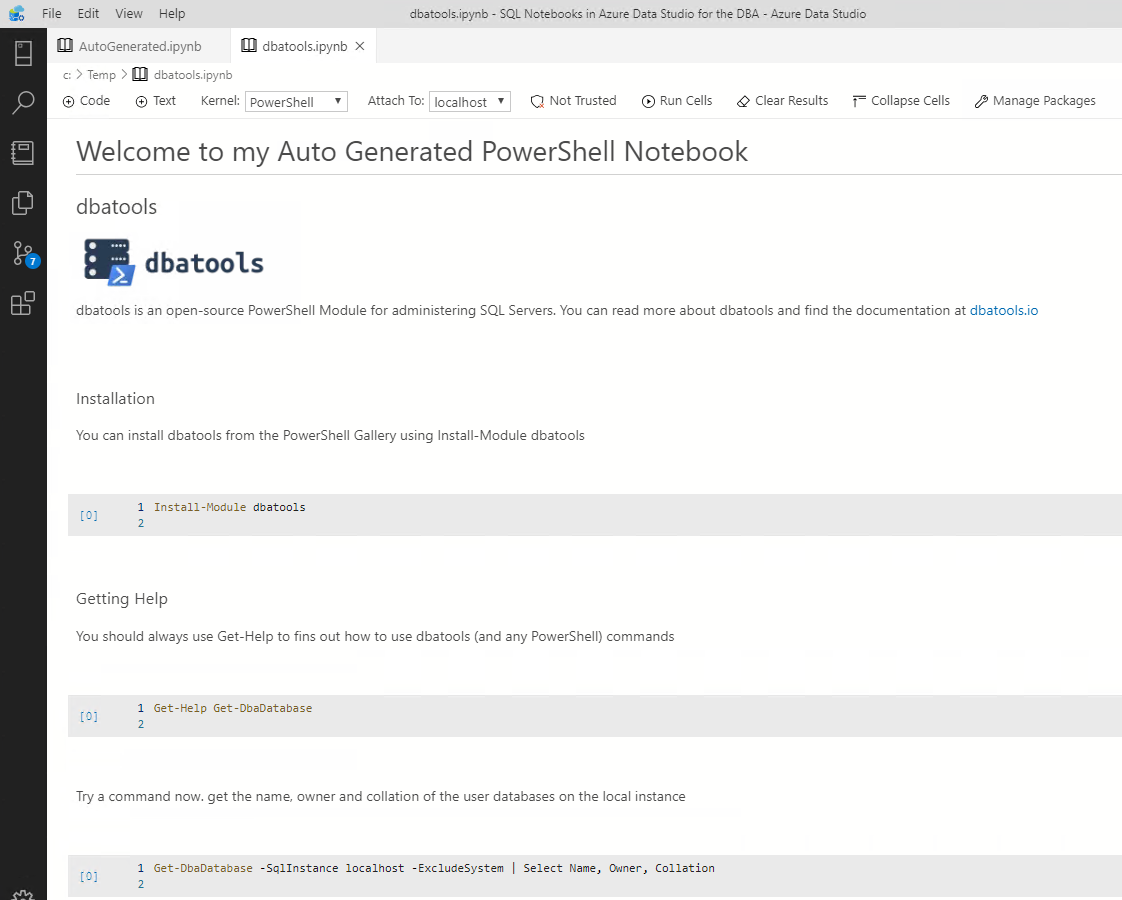 File Edit View Help dbatools.ipynb - SQL Notebooks in Azure Data Studio for the DBA - Azure Data Studio
AutoGenerated.ipynb dbatools.ipynb
c: > Temp > dbatools.ipynb
Code Text Kernel: PowerShell Attach To: localhost Not Trusted Run Cells Clear Results Collapse Cells Manage Packages
Welcome to my Auto Generated PowerShell Notebook
dbatools
dbatools
dbatools is an open-source PowerShell Module for administering SQL Servers. You can read more about dbatools and find the documentation at dbatools.io
7
Installation
You can install dbatools from the PowerShell Gallery using Install-Module dbatools
[0] 1 Install-Module dbatools
2
Getting Help
You should always use Get-Help to fins out how to use dbatools (and any PowerShell) commands
[0] 1 Get-Help Get-DbaDatabase
2
Try a command now. get the name, owner and collation of the user databases on the local instance
[0] 1 Get-DbaDatabase -SqlInstance localhost -ExcludeSystem | Select Name, Owner, Collation
2